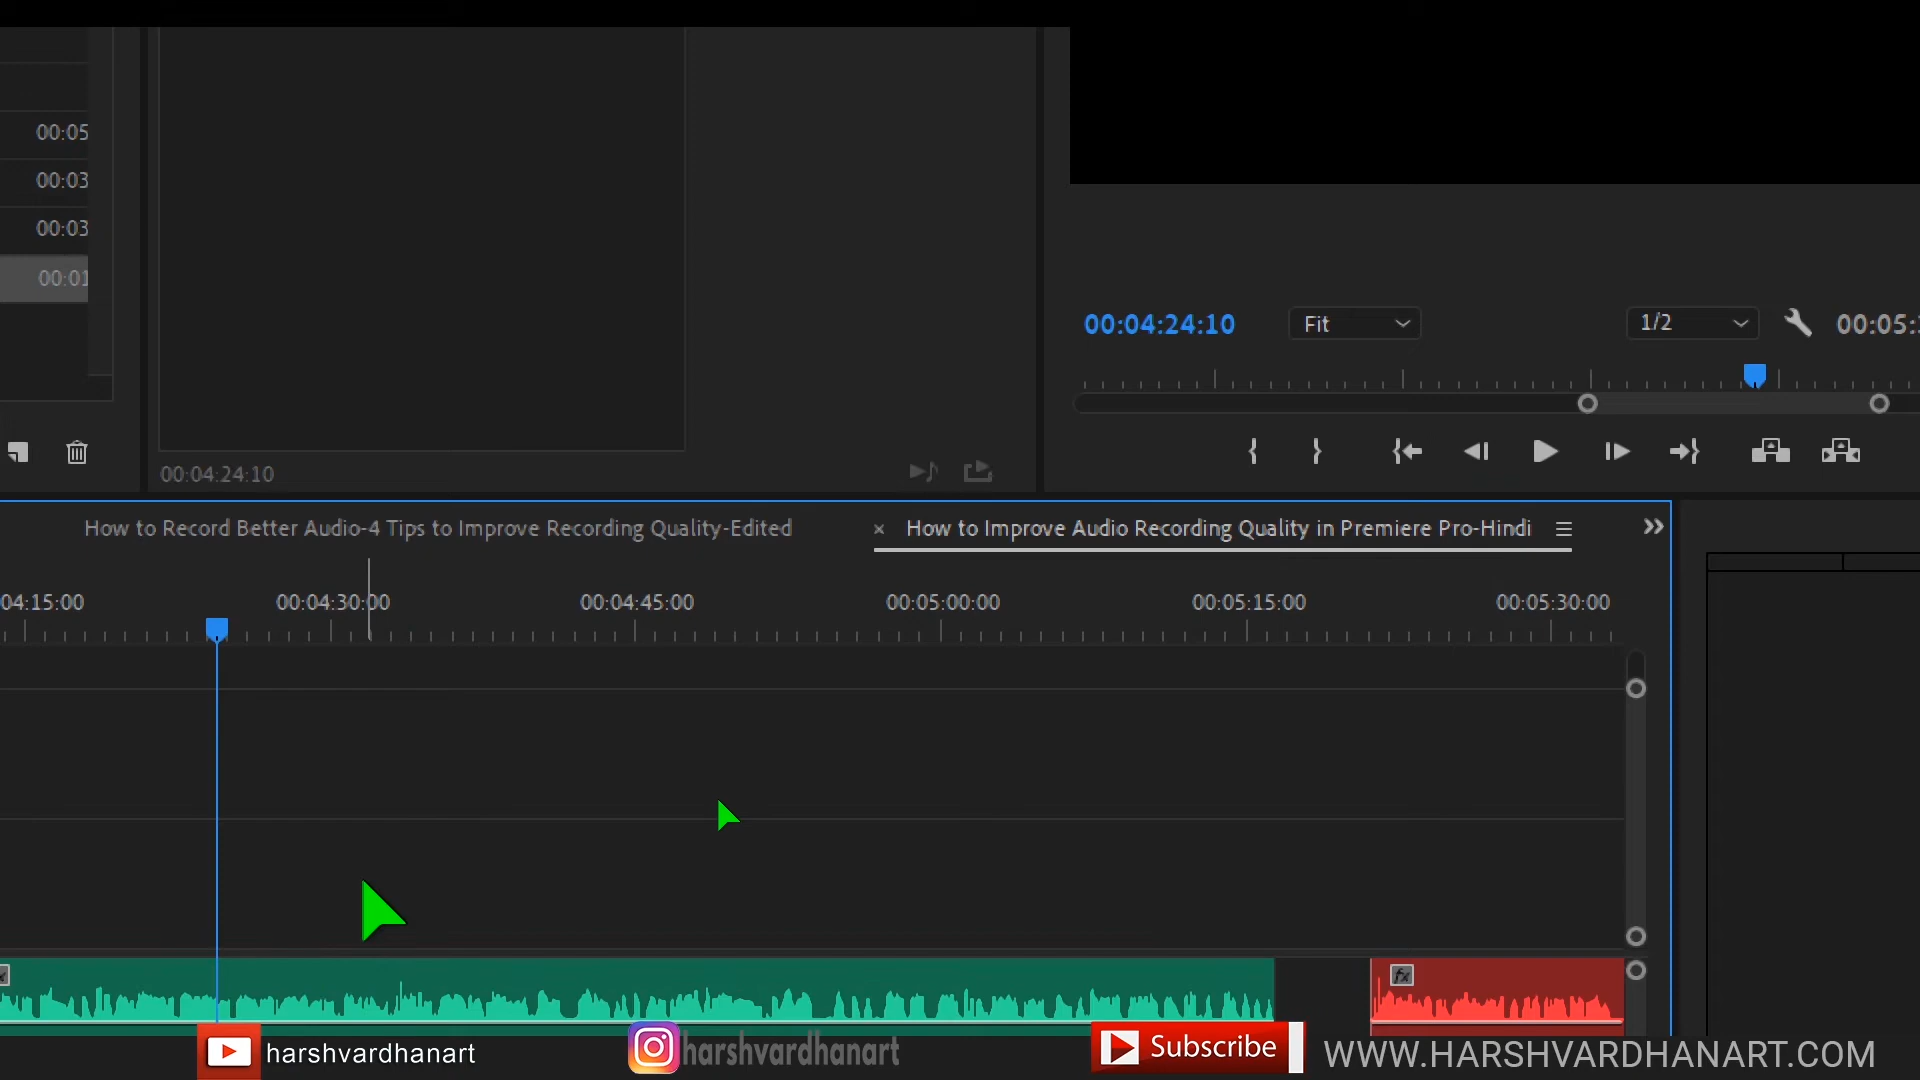 00:05
00:03
00:03
00:01
00:04:24:10
Fit
1/2
00:05:
00:04:24:10
How to Record Better Audio-4 Tips to Improve Recording Quality-Edited
× How to Improve Audio Recording Quality in Premiere Pro-Hindi
04:15:00 00:04:30:00 00:04:45:00 00:05:00:00 00:05:15:00 00:05:30:00
fx
harshvardhanart
harshvardhanart
Subscribe
WWW.HARSHVARDHANART.COM